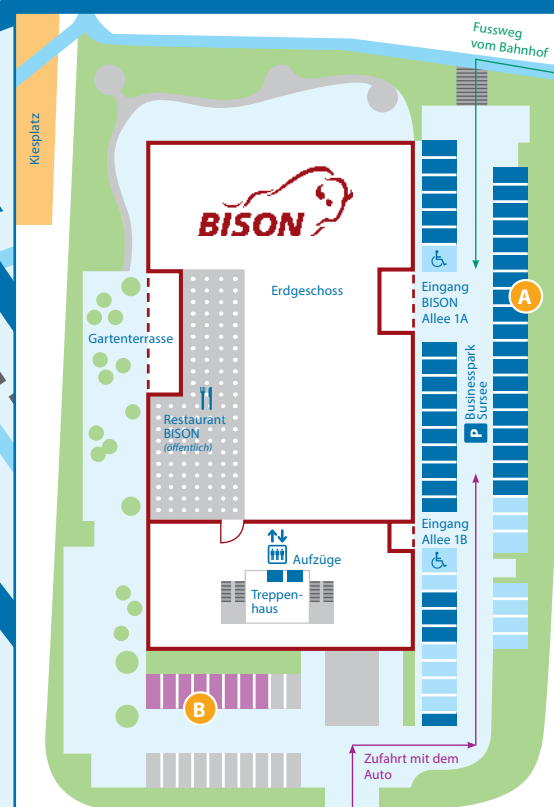 Fussweg
vom Bahnhof
Kiesplatz
BISON
Erdgeschoss
Eingang
BISON
Allee 1A
A
Gartenterrasse
Businesspark
Sursee
P
Restaurant
BISON
(öffentlich)
Eingang
Allee 1B
Aufzüge
Treppen-
haus
B
Zufahrt mit dem
Auto